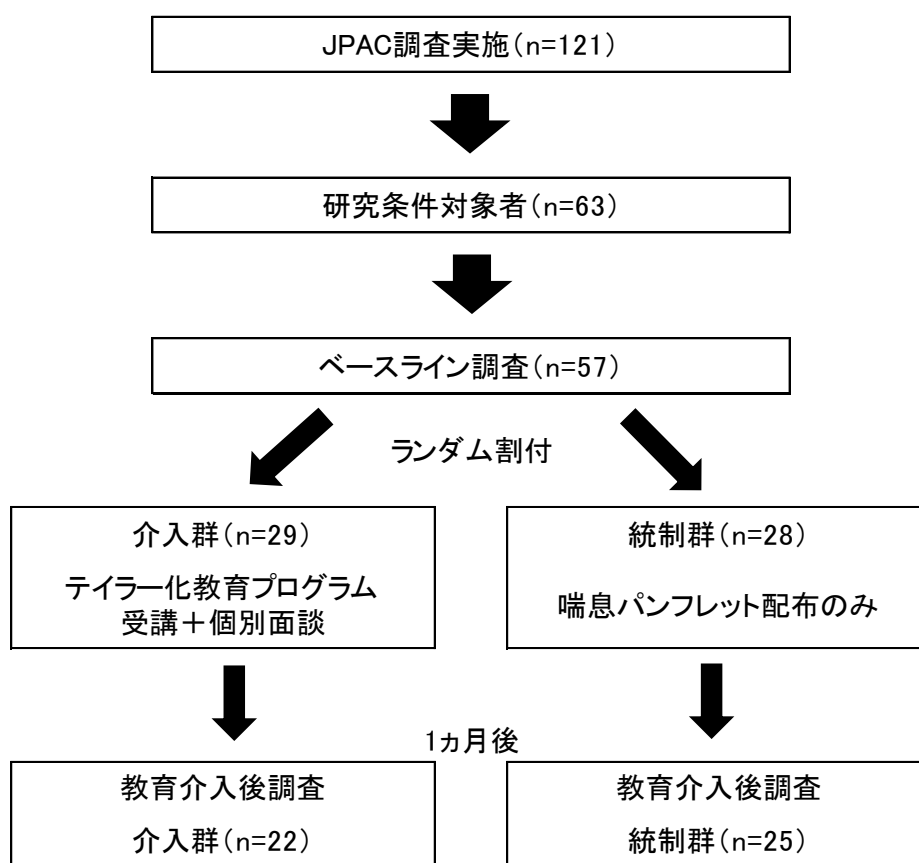 JPAC調査実施(n=121)
研究条件対象者(n=63)
ベースライン調査(n=57)
ランダム割付
介入群(n=29)
テイラー化教育プログラム
受講+個別面談
統制群(n=28)
喘息パンフレット配布のみ
1ヵ月後
教育介入後調査
介入群(n=22)
教育介入後調査
統制群(n=25)